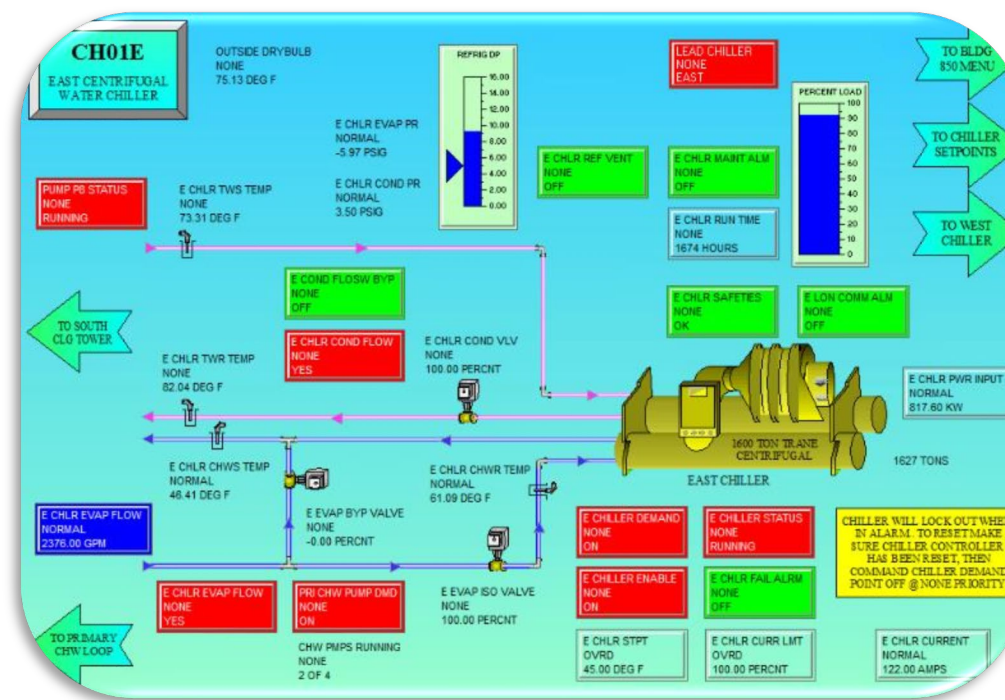 CH01E
EAST CENTRIFUGAL
WATER CHILLER
OUTSIDE DRYBULB
NONE
75.13 DEG F
REFRIG DP
16.00
14.00
12.00
10.00
8.00
6.00
4.00
2.00
0.00
LEAD CHILLER
NONE
EAST
TO BLDG
850 MENU
PERCENT LOAD
100
90
80
70
60
50
40
30
20
10
0
TO CHILLER
SETPOINTS
TO WEST
CHILLER
E CHLR EVAP PR
NORMAL
-5.97 PSIG
E CHLR COND PR
NORMAL
3.50 PSIG
E CHLR REF VENT
NONE
OFF
E CHLR MAINT ALM
NONE
OFF
E CHLR RUN TIME
NONE
1674 HOURS
PUMP P8 STATUS
NONE
RUNNING
E CHLR TWS TEMP
NONE
73.31 DEG F
E COND FLOSW BYP
NONE
OFF
E CHLR SAFETIES
NONE
OK
E LON COMM ALM
NONE
OFF
TO SOUTH
CLG TOWER
E CHLR COND FLOW
NONE
YES
E CHLR TWR TEMP
NONE
82.04 DEG F
E CHLR COND VLV
NONE
100.00 PERCNT
E CHLR PWR INPUT
NORMAL
817.60 KW
1600 TON TRANE
CENTRIFUGAL
1627 TONS
EAST CHILLER
E CHLR CHWS TEMP
NORMAL
46.41 DEG F
E CHLR CHWR TEMP
NORMAL
61.09 DEG F
E CHLR EVAP FLOW
NORMAL
2376.00 GPM
E EVAP BYP VALVE
NONE
-0.00 PERCNT
E CHILLER DEMAND
NONE
ON
E CHILLER STATUS
NONE
RUNNING
CHILLER WILL LOCK OUT WHE
IN ALARM. TO RESET MAKE
SURE CHILLER CONTROLLER
HAS BEEN RESET, THEN
COMMAND CHILLER DEMAND
POINT OFF @ NONE PRIORITY
E CHLR EVAP FLOW
NONE
YES
PRI CHW PUMP DMD
NONE
ON
E EVAP ISO VALVE
NONE
100.00 PERCNT
E CHILLER ENABLE
NONE
ON
E CHLR FAIL ALRM
NONE
OFF
TO PRIMARY
CHW LOOP
CHW PMPS RUNNING
NONE
2 OF 4
E CHLR STPT
OVRD
45.00 DEG F
E CHLR CURR LMT
OVRD
100.00 PERCNT
E CHLR CURRENT
NORMAL
122.00 AMPS